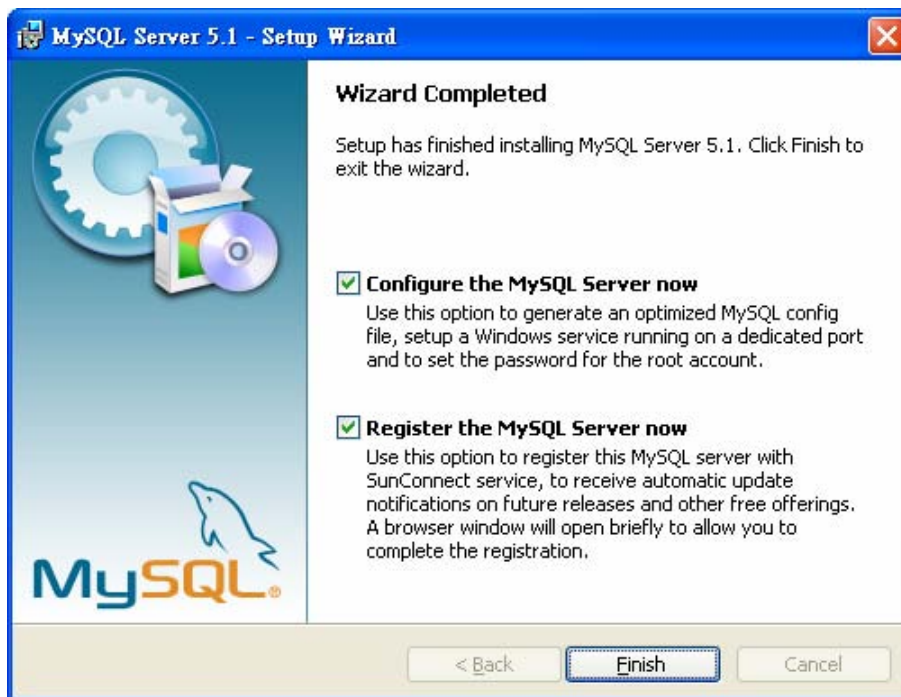 MySQL Server 5.1 - Setup Wizard
Wizard Completed
Setup has finished installing MySQL Server 5.1. Click Finish to
exit the wizard.
Configure the MySQL Server now
Use this option to generate an optimized MySQL config
file, setup a Windows service running on a dedicated port
and to set the password for the root account.
Register the MySQL Server now
Use this option to register this MySQL server with
SunConnect service, to receive automatic update
notifications on future releases and other free offerings.
A browser window will open briefly to allow you to
complete the registration.
MySQL®
< Back
Finish
Cancel